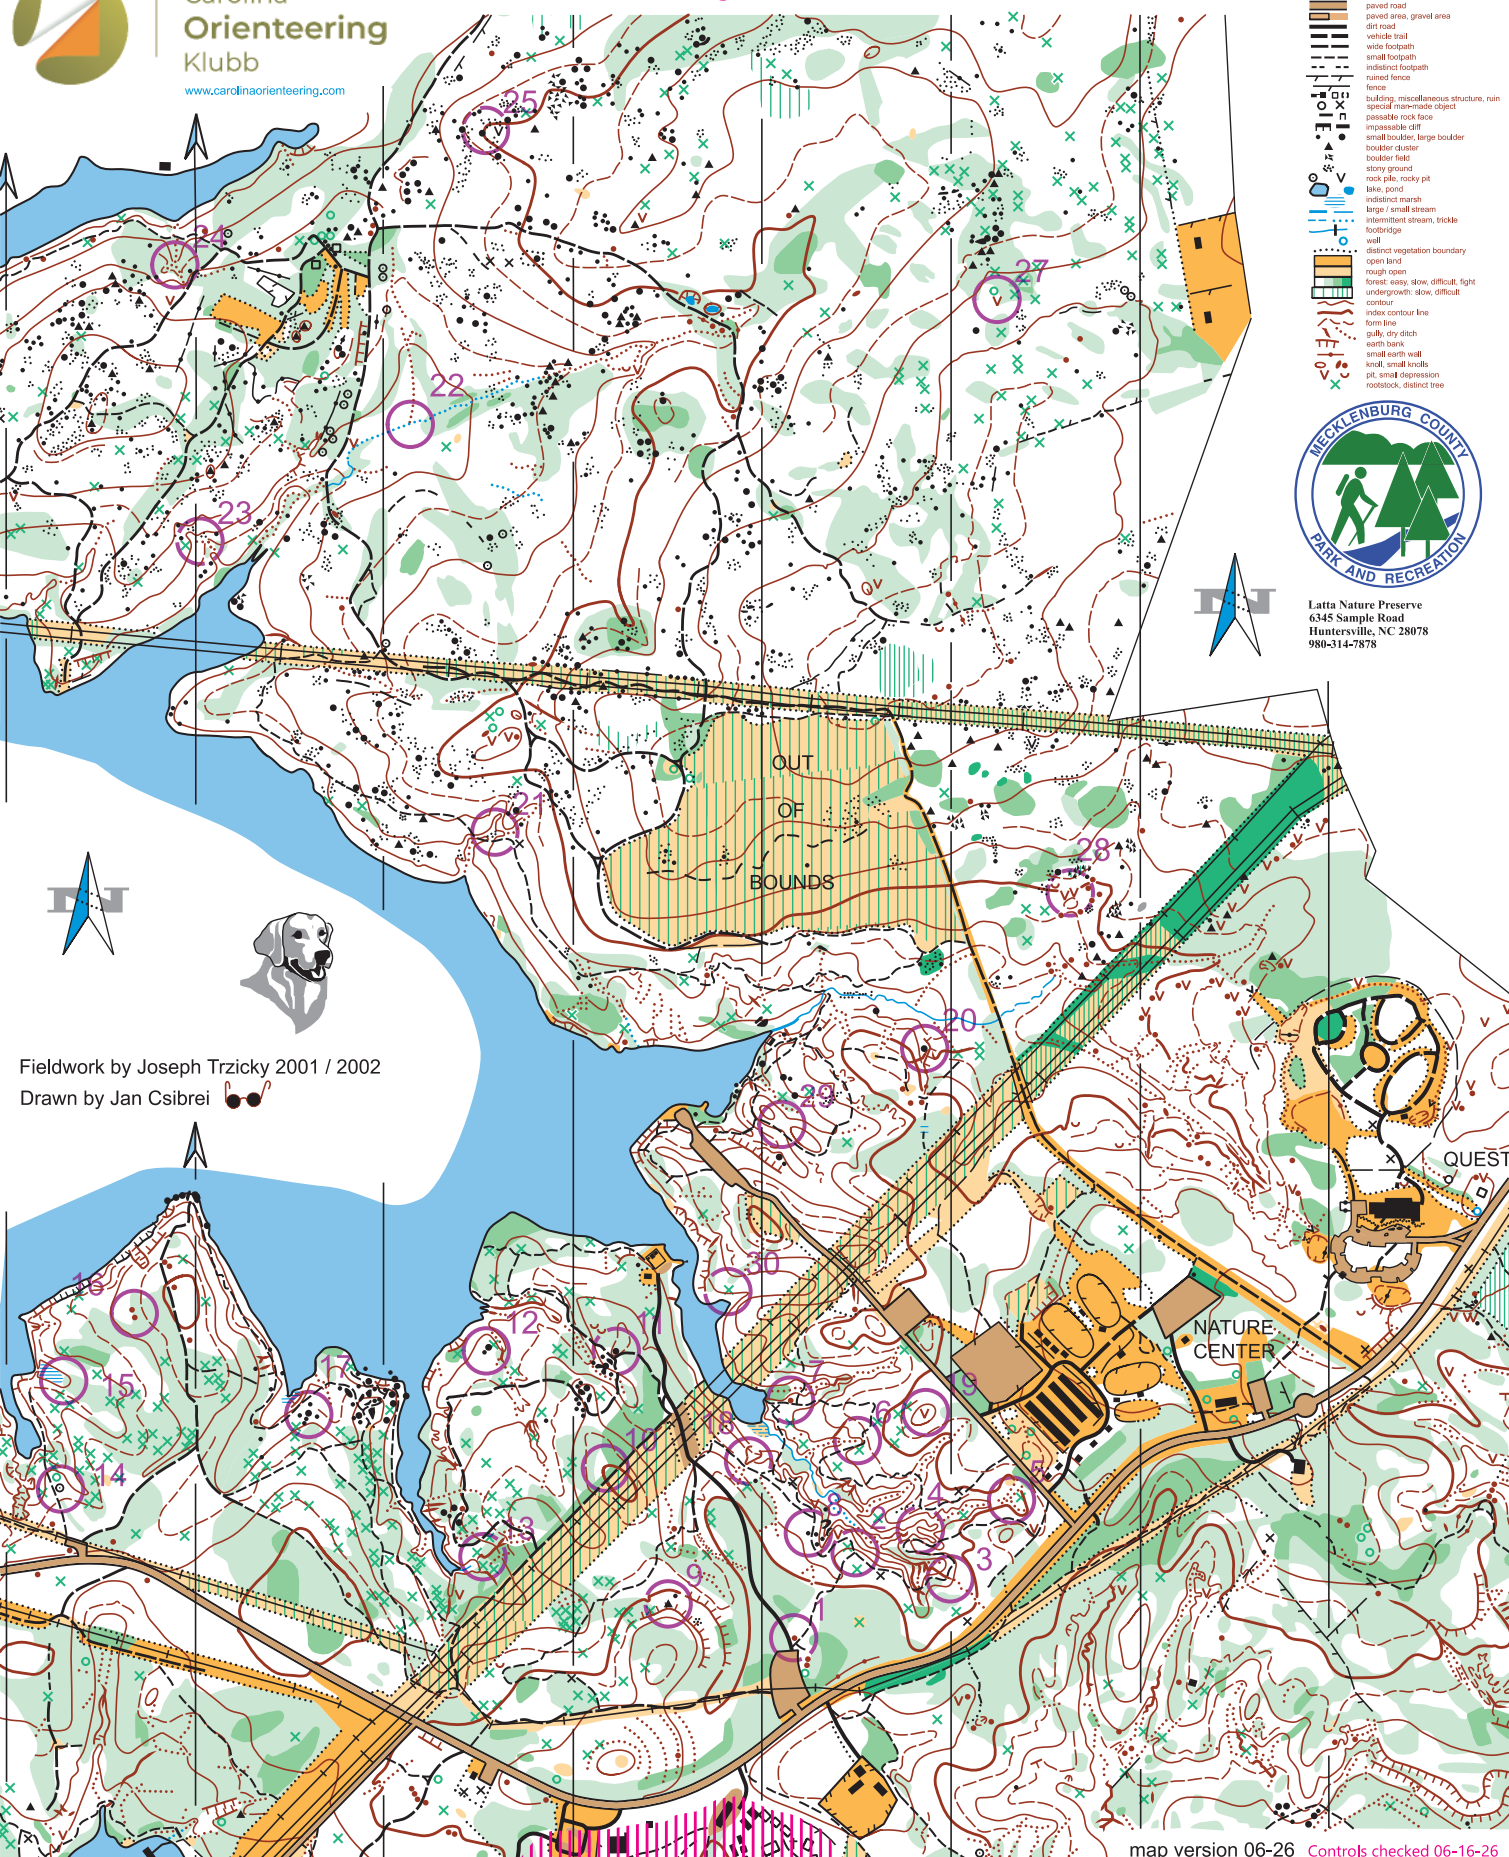 Carolina
Orienteering
Klubb
www.carolinaorienteering.com
paved road
paved area, gravel area
dirt road
vehicle trail
wide footpath
small footpath
indistinct footpath
ruined fence
fence
building, miscellaneous structure, ruin
special man-made object
passable rock face
impassable cliff
small boulder, large boulder
boulder cluster
boulder field
stony ground
rock pile, rocky pit
lake, pond
indistinct marsh
large / small stream
intermittent stream, trickle
footbridge
well
distinct vegetation boundary
open land
rough open
forest: easy, slow, difficult, fight
undergrowth: slow, difficult
contour
index contour line
form line
gully, dry ditch
earth bank
small earth wall
knoll, small knolls
pit, small depression
rootstock, distinct tree
MECKLENBURG COUNTY
PARK AND RECREATION
N
Latta Nature Preserve
6345 Sample Road
Huntersville, NC 28078
980-314-7878
25
24
27
22
23
OUT
OF
BOUNDS
21
28
N
20
29
Fieldwork by Joseph Trzicky 2001 / 2002
Drawn by Jan Csibrei
QUEST
30
16
12
11
NATURE
CENTER
17
15
7
19
6
18
10
14
5
4
8
2
13
3
9
1
map version 06-26
Controls checked 06-16-26